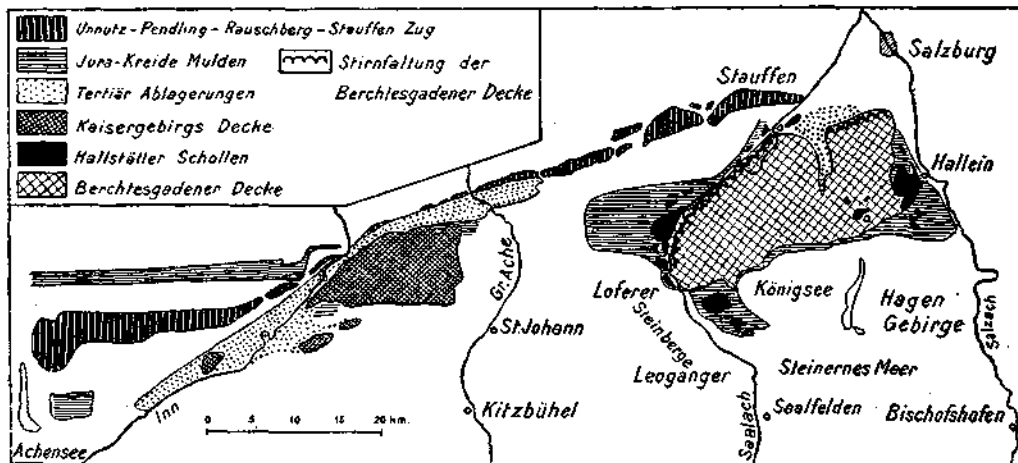 Unnutz-Pendling-Rauschberg-Stauffen Zug
Jura-Kreide Mulden
Stirnfaltung der
Berchtesgadener Decke
Tertiär Ablagerungen
Kaisergebirgs Decke
Hallstätter Schollen
Berchtesgadener Decke
Salzburg
Stauffen
Hallein
Gr. Ache
Loferer
Steinberge
Königsee
Hagen
Gebirge
Salzach
St.Johann
Leoganger
Steinernes Meer
Inn
0 5 10 15 20 km.
Kitzbühel
Saalach
Saalfelden
Bischofshofen
Achensee